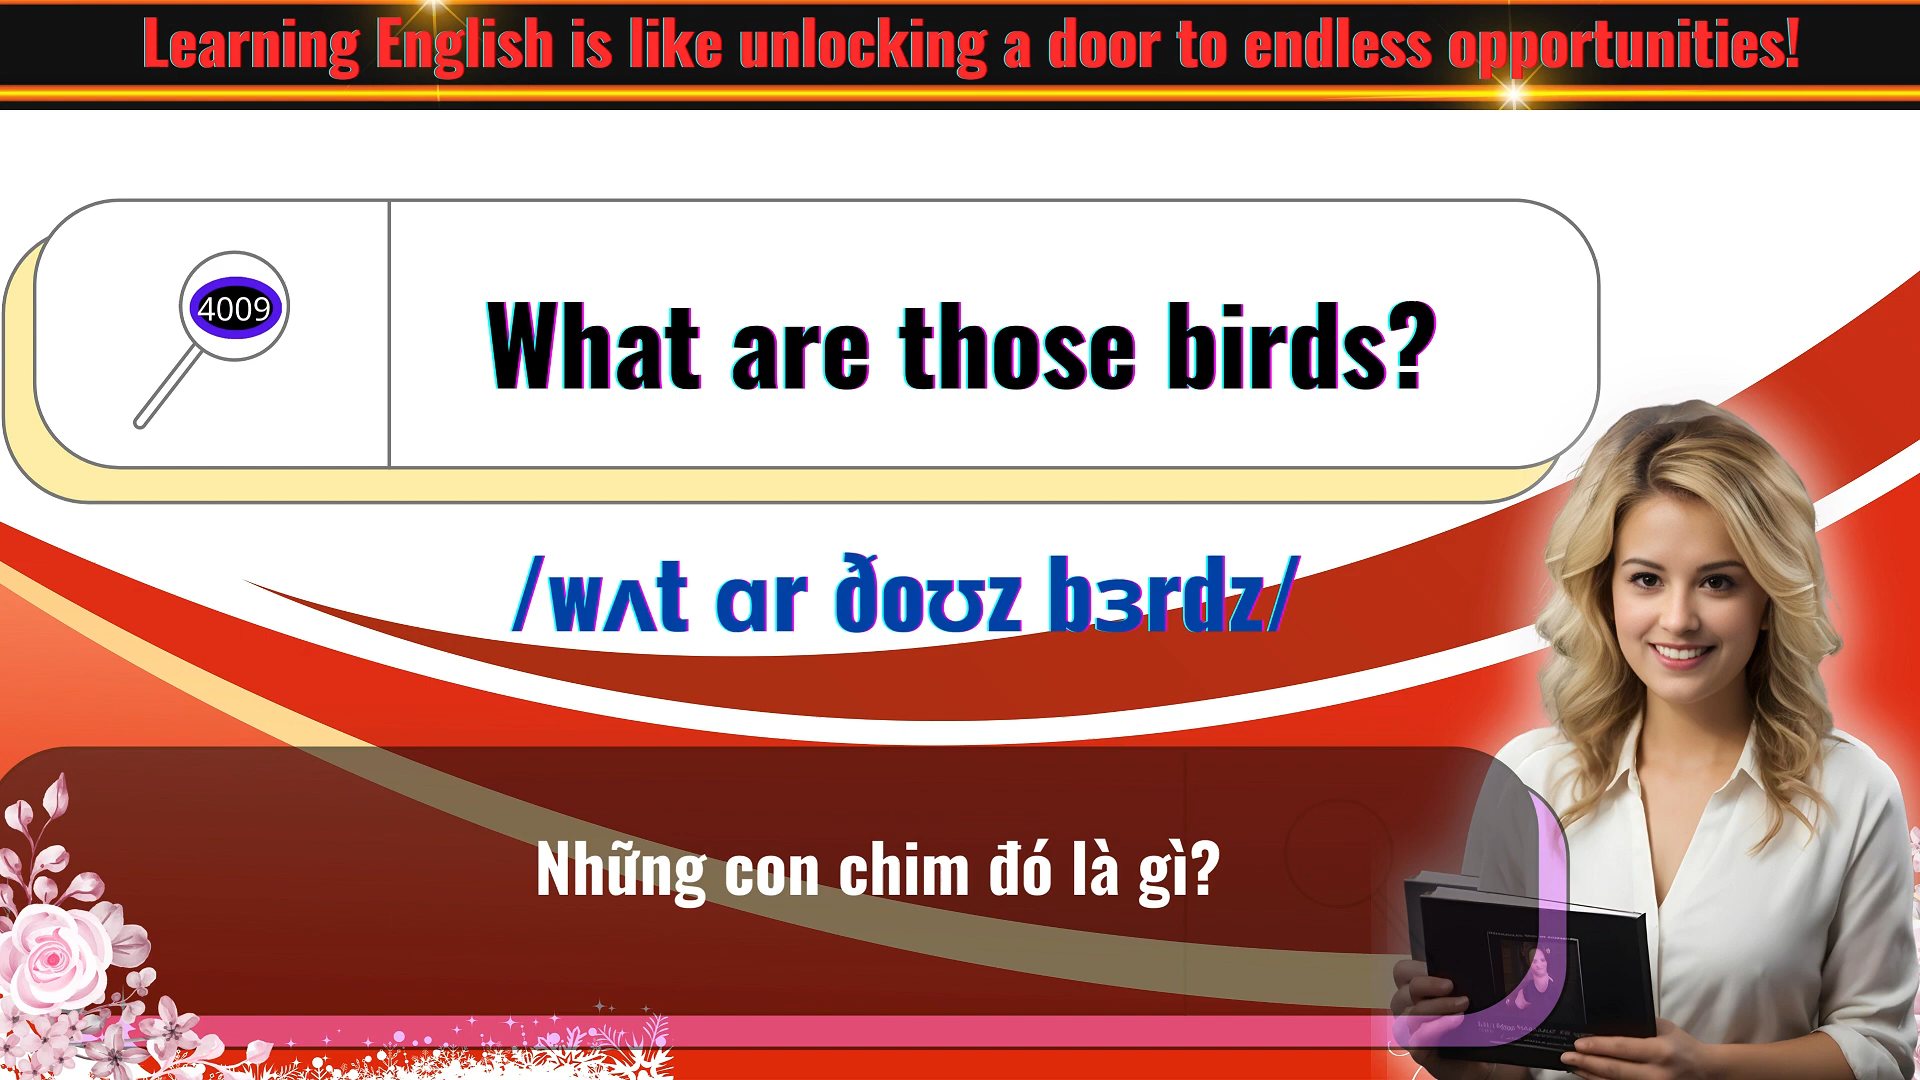 Learning English is like unlocking a door to endless opportunities!
4009
What are those birds?
/wʌt ɑr ðoʊz bɜrdz/
Những con chim đó là gì?